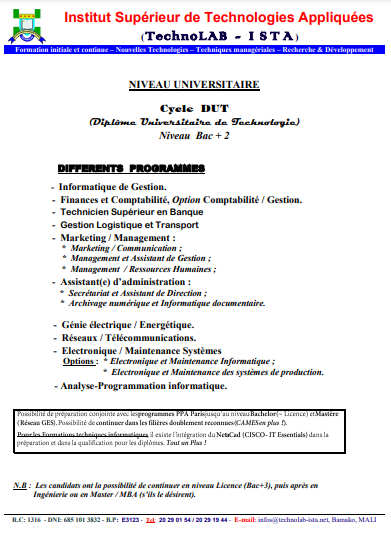 Institut Supérieur de Technologies Appliquées
(TechnoLAB - ISTA)
Formation initiale et continue – Nouvelles Technologies – Techniques managériales – Recherche & Développement
NIVEAU UNIVERSITAIRE
Cycle DUT
(Diplôme Universitaire de Technologie)
Niveau Bac + 2
DIFFERENTS PROGRAMMES
- Informatique de Gestion.
- Finances et Comptabilité, Option Comptabilité / Gestion.
- Technicien Supérieur en Banque
- Gestion Logistique et Transport
- Marketing / Management :
* Marketing / Communication ;
* Management et Assistant de Gestion ;
* Management / Ressources Humaines ;
- Assistant(e) d'administration :
* Secrétariat et Assistant de Direction ;
* Archivage numérique et Informatique documentaire.
- Génie électrique / Energétique.
- Réseaux / Télécommunications.
- Electronique / Maintenance Systèmes
Options : * Electronique et Maintenance Informatique ;
* Electronique et Maintenance des systèmes de production.
- Analyse-Programmation informatique.
Possibilité de préparation conjointe avec les programmes PPA Paris jusqu'au niveau Bachelor (~ Licence) et Mastère
(Réseau GES). Possibilité de continuer dans les filières doublement reconnues (CAMES en plus !).
Pour les Formations techniques informatiques il existe l'intégration du NetaCad (CISCO– IT Essentials) dans la
préparation et dans la qualification pour les diplômes. Tout un Plus !
N.B : Les candidats ont la possibilité de continuer en niveau Licence (Bac+3), puis après en
Ingénierie ou en Master / MBA (s'ils le désirent).
R.C: 1316 - DNI: 685 101 3832 - B.P: E3123 - Tel: 20 29 01 54 / 20 29 19 44 - E-mail: infos@technolab-ista.net, Bamako, MALI